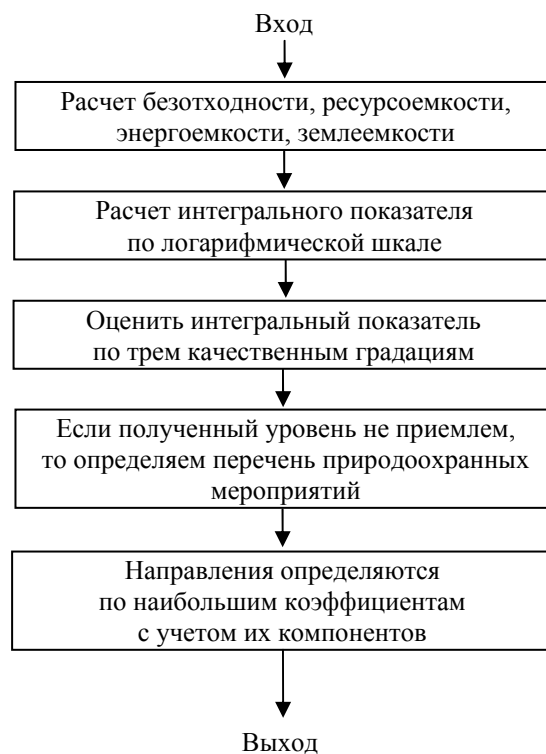 Вход
Расчет безотходности, ресурсоемкости,
энергоемкости, землеемкости
Расчет интегрального показателя
по логарифмической шкале
Оценить интегральный показатель
по трем качественным градациям
Если полученный уровень не приемлем,
то определяем перечень природоохранных
мероприятий
Направления определяются
по наибольшим коэффициентам
с учетом их компонентов
Выход